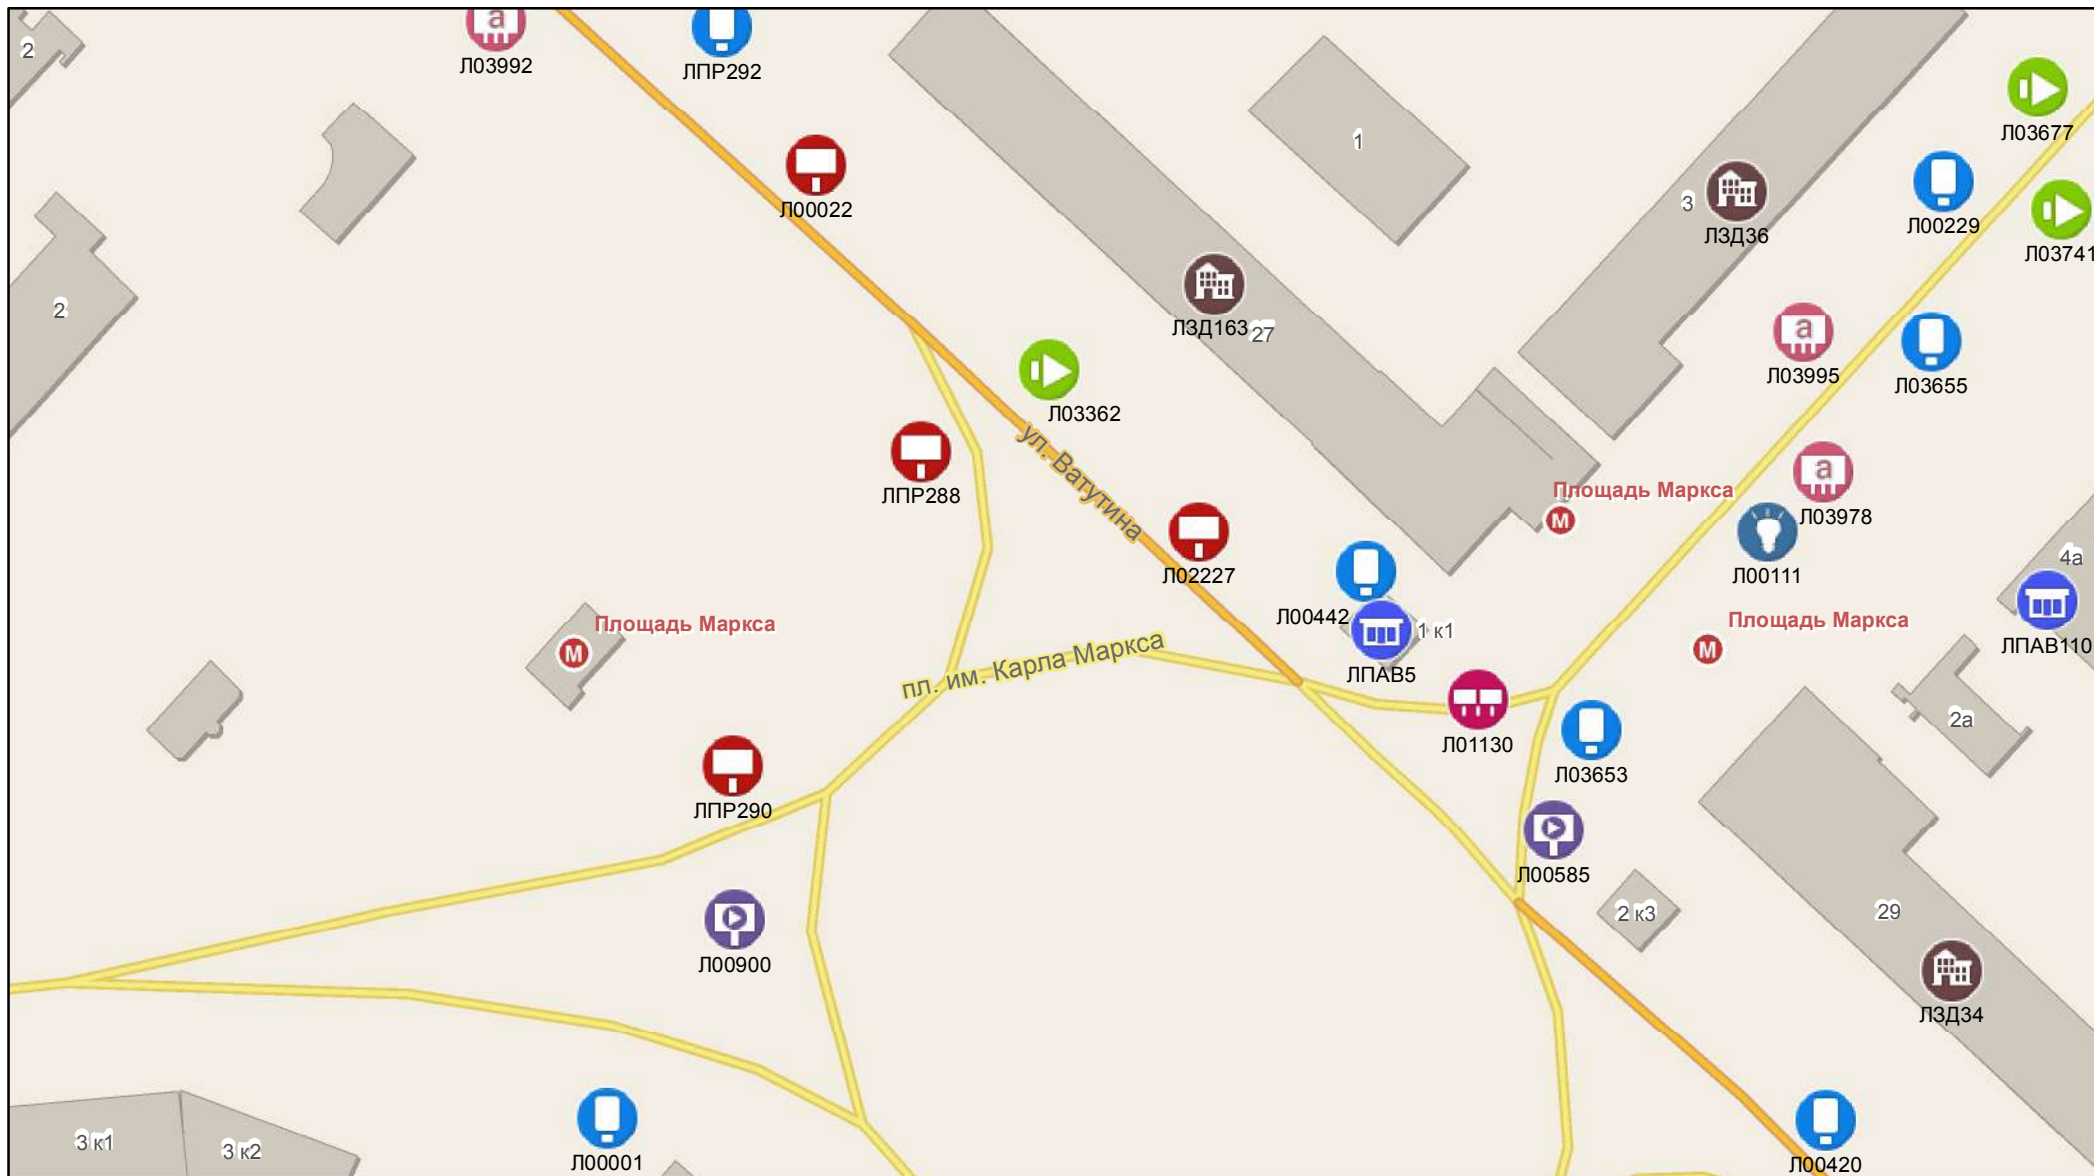 2
Л03992
ЛПР292
1
Л03677
Л00022
3
ЛЗД36
Л00229
Л03741
2
ЛЗД163
27
Л03995
Л03655
Л03362
ул. Ватутина
ЛПР288
Площадь Маркса
Л03978
Л02227
Л00111
4а
Л00442
1 к1
Площадь Маркса
Площадь Маркса
ЛПАВ110
ЛПАВ5
пл. им. Карла Маркса
2а
Л01130
Л03653
ЛПР290
Л00585
2 к3
29
Л00900
ЛЗД34
3 к1
3 к2
Л00001
Л00420
М
М
М
а
а
а